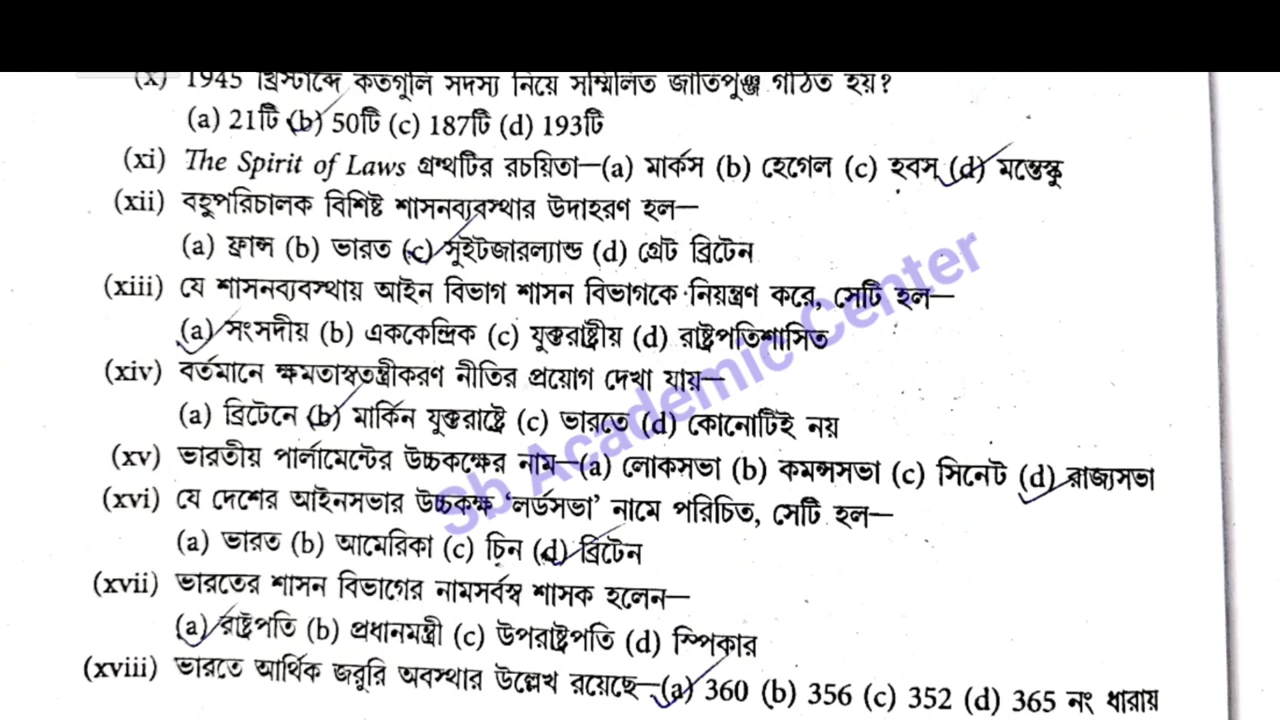 (x) 1945 খ্রিস্টাব্দে কতগুলি সদস্য নিয়ে সম্মিলিত জাতিপুঞ্জ গঠিত হয়?
(a) 21টি (b) 50টি (c) 187টি (d) 193টি
(xi) The Spirit of Laws গ্রন্থটির রচয়িতা—(a) মার্কস (b) হেগেল (c) হবস্ (d) মন্তেস্কু
(xii) বহুপরিচালক বিশিষ্ট শাসনব্যবস্থার উদাহরণ হল—
(a) ফ্রান্স (b) ভারত (c) সুইটজারল্যান্ড (d) গ্রেট ব্রিটেন
(xiii) যে শাসনব্যবস্থায় আইন বিভাগ শাসন বিভাগকে নিয়ন্ত্রণ করে, সেটি হল—
(a) সংসদীয় (b) এককেন্দ্রিক (c) যুক্তরাষ্ট্রীয় (d) রাষ্ট্রপতিশাসিত
(xiv) বর্তমানে ক্ষমতাস্বতন্ত্রীকরণ নীতির প্রয়োগ দেখা যায়—
(a) ব্রিটেনে (b) মার্কিন যুক্তরাষ্ট্রে (c) ভারতে (d) কোনোটিই নয়
(xv) ভারতীয় পার্লামেন্টের উচ্চকক্ষের নাম—(a) লোকসভা (b) কমন্সসভা (c) সিনেট (d) রাজ্যসভা
(xvi) যে দেশের আইনসভার উচ্চকক্ষ ‘লর্ডসভা’ নামে পরিচিত, সেটি হল—
(a) ভারত (b) আমেরিকা (c) চিন (d) ব্রিটেন
(xvii) ভারতের শাসন বিভাগের নামসর্বস্ব শাসক হলেন—
(a) রাষ্ট্রপতি (b) প্রধানমন্ত্রী (c) উপরাষ্ট্রপতি (d) স্পিকার
(xviii) ভারতে আর্থিক জরুরি অবস্থার উল্লেখ রয়েছে—(a) 360 (b) 356 (c) 352 (d) 365 নং ধারায়
Sb Academic Center